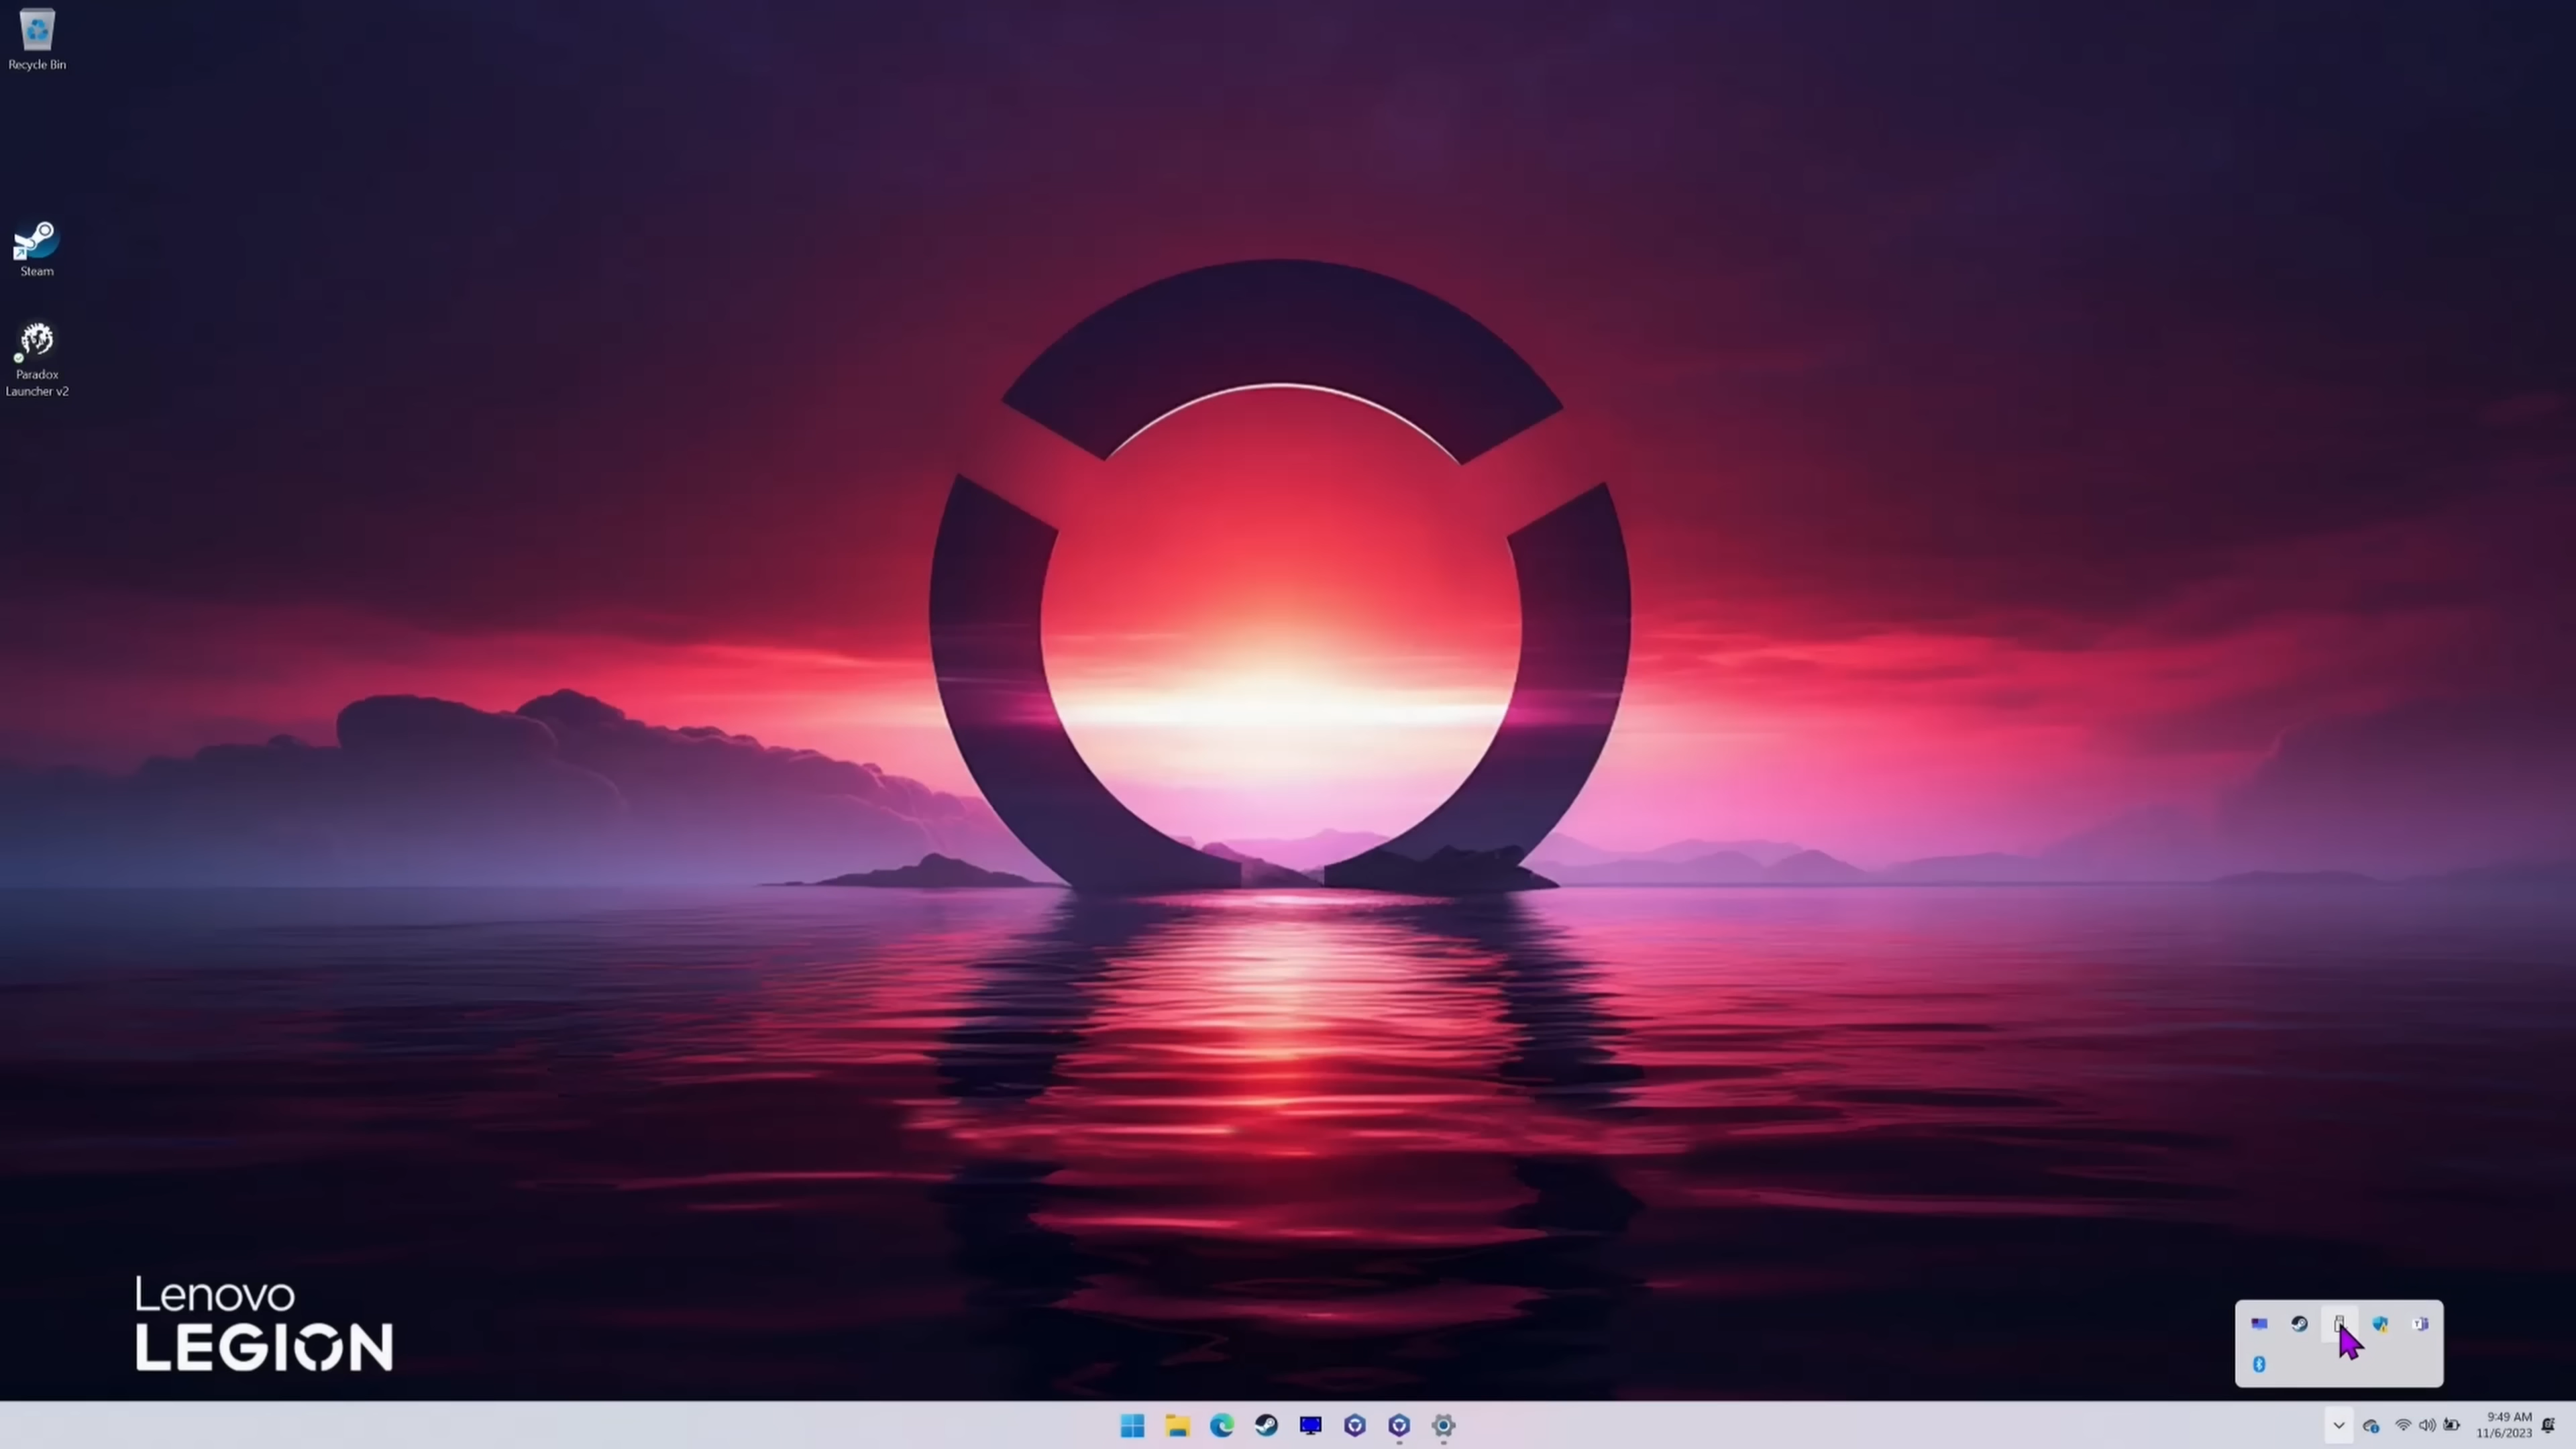 Recycle Bin
Steam
Paradox
Launcher v2
Lenovo
LEGION
9:49 AM
11/6/2023